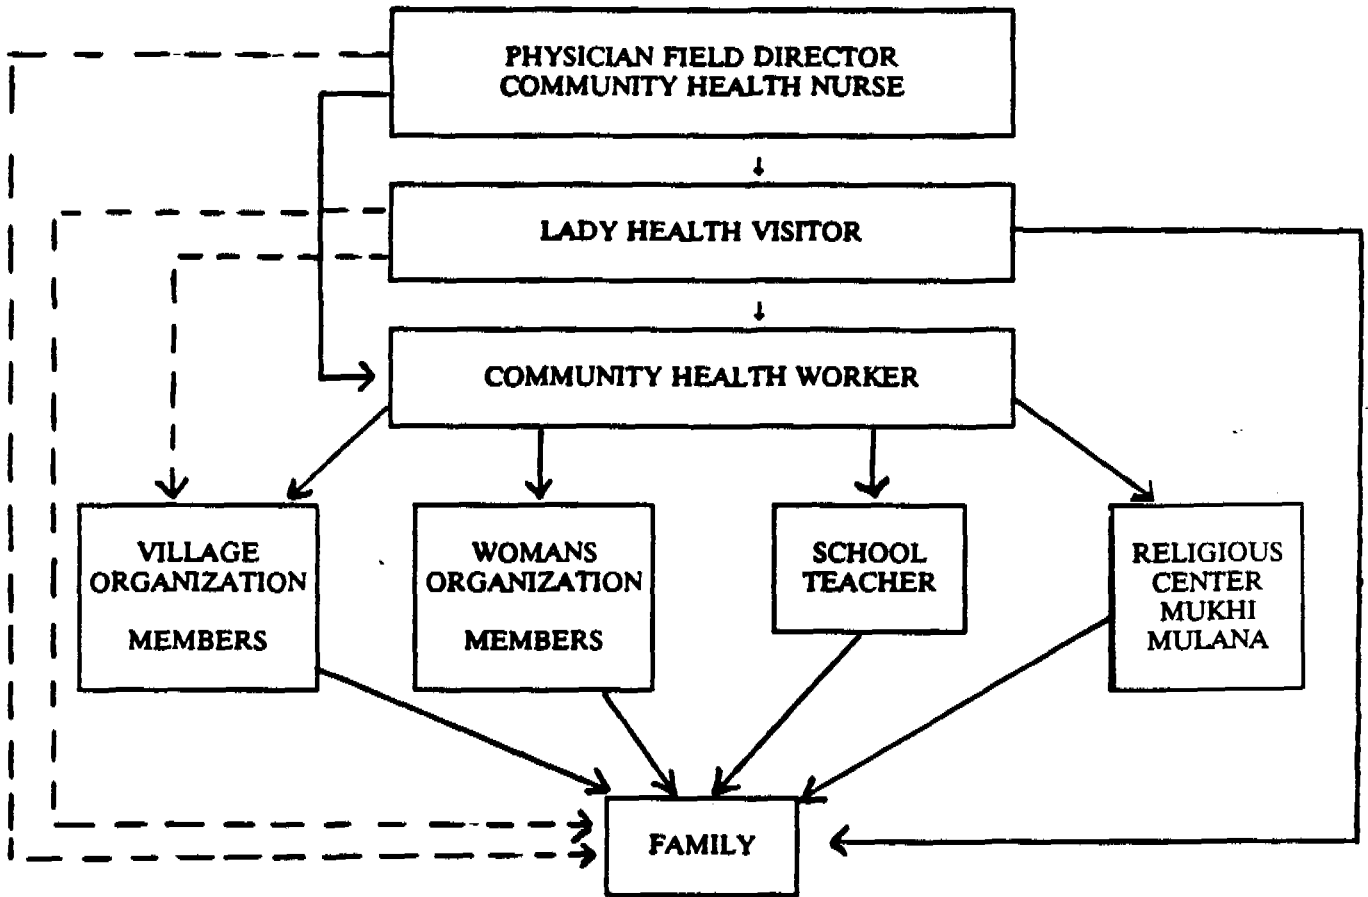 PHYSICIAN FIELD DIRECTOR
COMMUNITY HEALTH NURSE
LADY HEALTH VISITOR
COMMUNITY HEALTH WORKER
VILLAGE
ORGANIZATION
MEMBERS
WOMANS
ORGANIZATION
MEMBERS
SCHOOL
TEACHER
RELIGIOUS
CENTER
MUKHI
MULANA
FAMILY